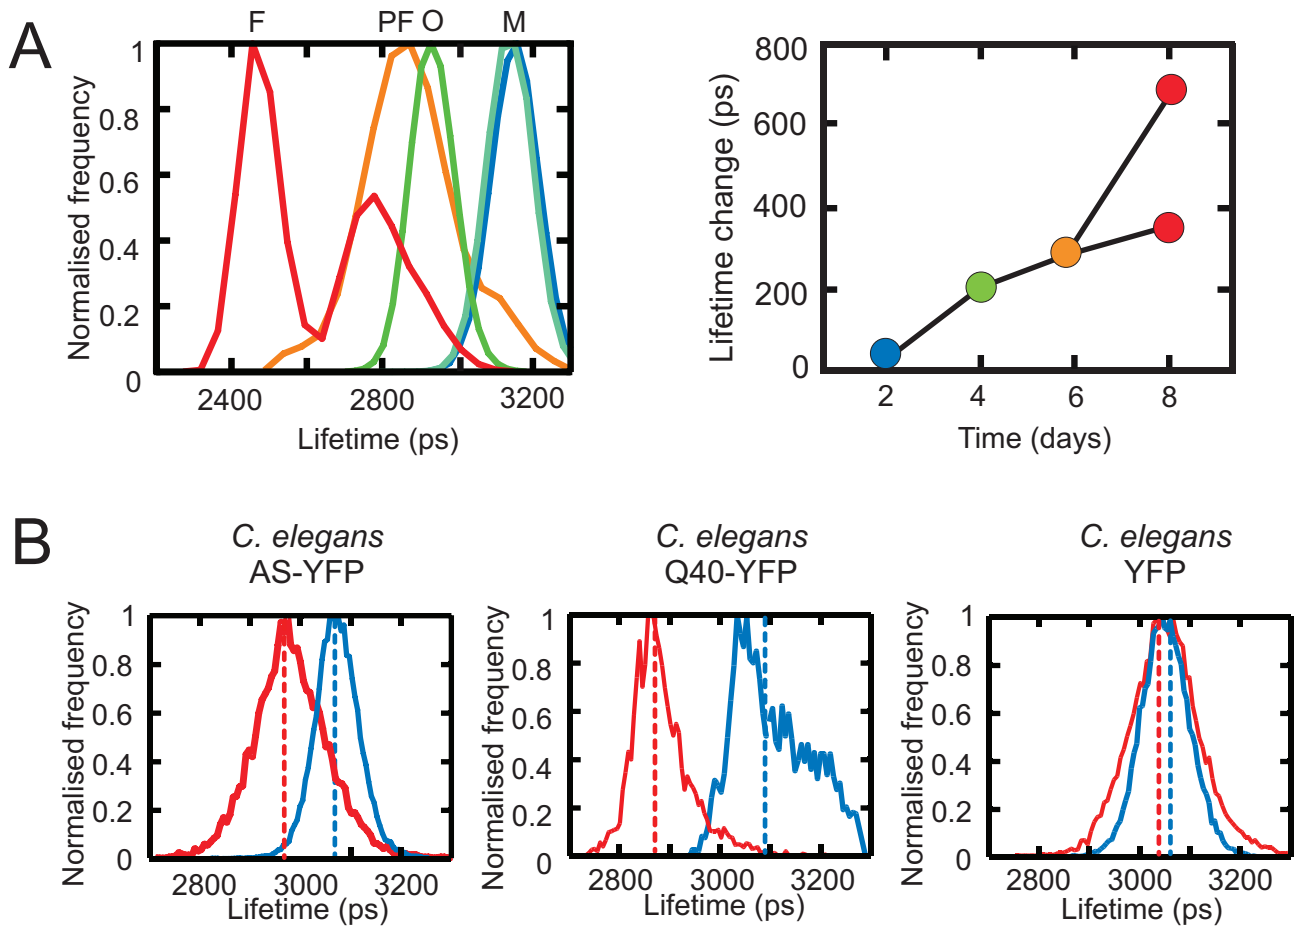 A
F PF O M
Normalised frequency
1
0.8
0.6
0.4
0.2
0
2400 2800 3200
Lifetime (ps)
Lifetime change (ps)
800
600
400
200
0
2 4 6 8
Time (days)
B
C. elegans
AS-YFP
Normalised frequency
1
0.8
0.6
0.4
0.2
0
2800 3000 3200
Lifetime (ps)
C. elegans
Q40-YFP
Normalised frequency
1
0.8
0.6
0.4
0.2
0
2800 3000 3200
Lifetime (ps)
C. elegans
YFP
Normalised frequency
1
0.8
0.6
0.4
0.2
0
2800 3000 3200
Lifetime (ps)